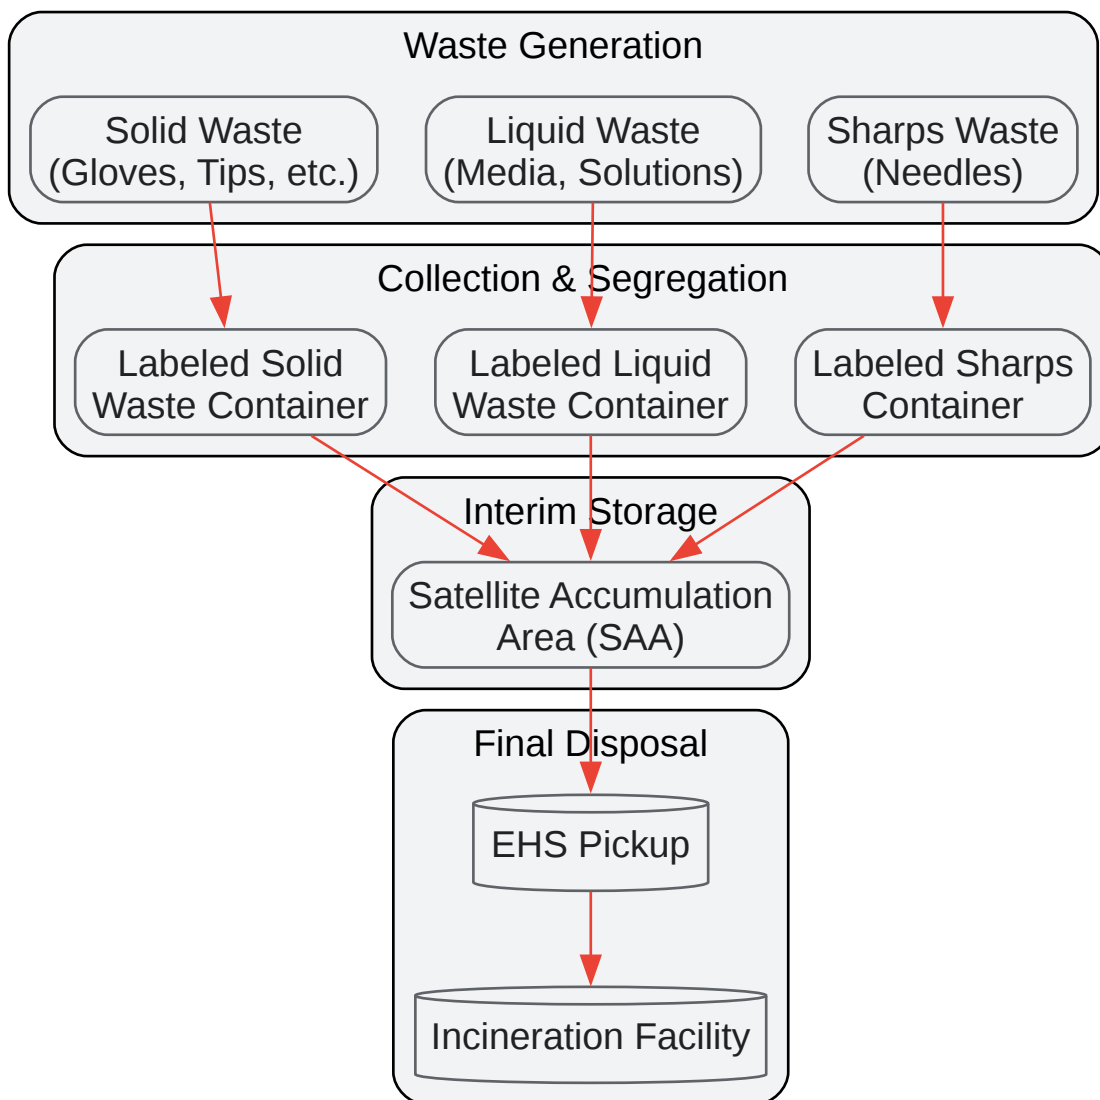 Waste Generation
Solid Waste
(Gloves, Tips, etc.)
Liquid Waste
(Media, Solutions)
Sharps Waste
(Needles)
Collection & Segregation
Labeled Solid
Waste Container
Labeled Liquid
Waste Container
Labeled Sharps
Container
Interim Storage
Satellite Accumulation
Area (SAA)
Final Disposal
EHS Pickup
Incineration Facility